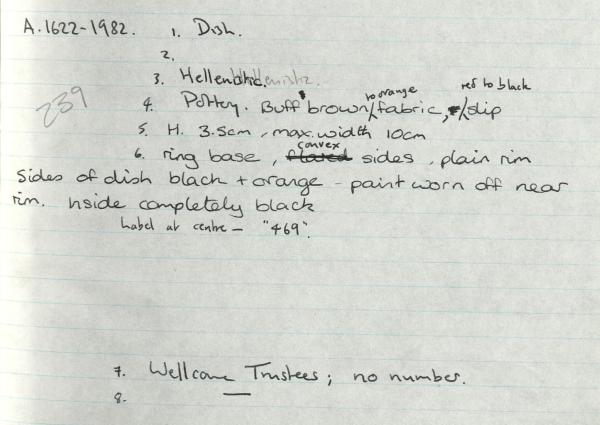 A.1622-1982. 1. Dish.
2.
3. Hellenistic.
239
to orange
red to black
4. Pottery. Buff brown/fabric, /slip
5. H. 3.5cm, max. width 10cm
convex
6. ring base, flared sides, plain rim
Sides of dish black + orange - paint worn off near
rim. nside completely black
Label at centre - "469".
7. Wellcome Trustees; no number.
8. —